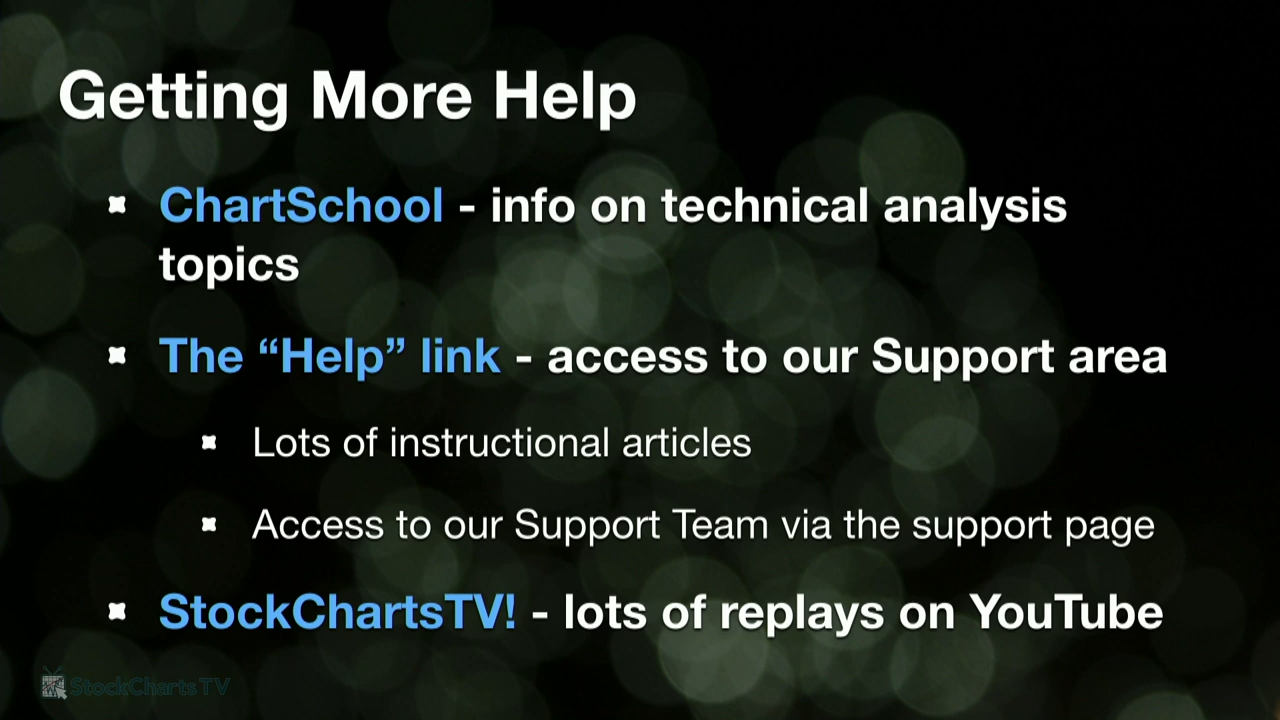 Getting More Help
ChartSchool - info on technical analysis
topics
The “Help” link - access to our Support area
Lots of instructional articles
Access to our Support Team via the support page
StockChartsTV! - lots of replays on YouTube
StockCharts TV